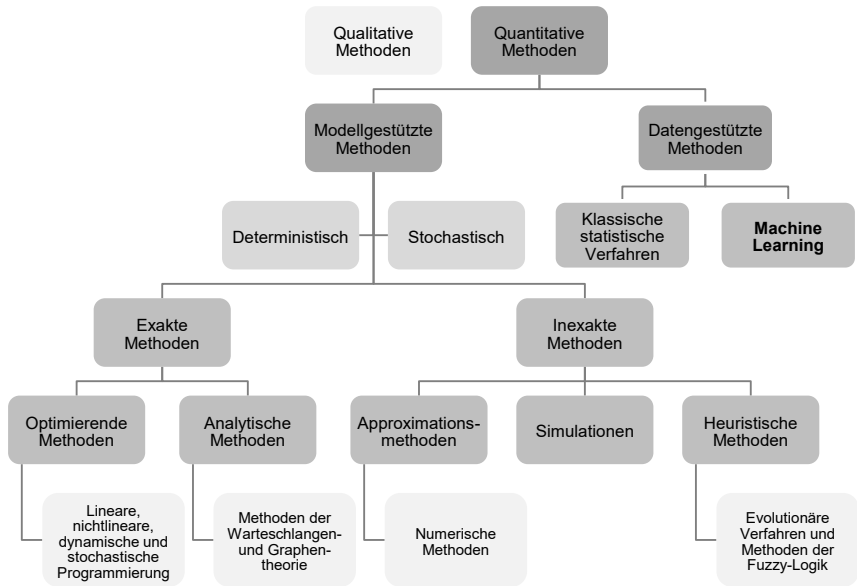 Qualitative
Methoden
Quantitative
Methoden
Modellgestützte
Methoden
Datengestützte
Methoden
Deterministisch
Stochastisch
Klassische
statistische
Verfahren
Machine
Learning
Exakte
Methoden
Inexakte
Methoden
Optimierende
Methoden
Analytische
Methoden
Approximations-
methoden
Simulationen
Heuristische
Methoden
Lineare,
nichtlineare,
dynamische und
stochastische
Programmierung
Methoden der
Warteschlangen-
und Graphen-
theorie
Numerische
Methoden
Evolutionäre
Verfahren und
Methoden der
Fuzzy-Logik